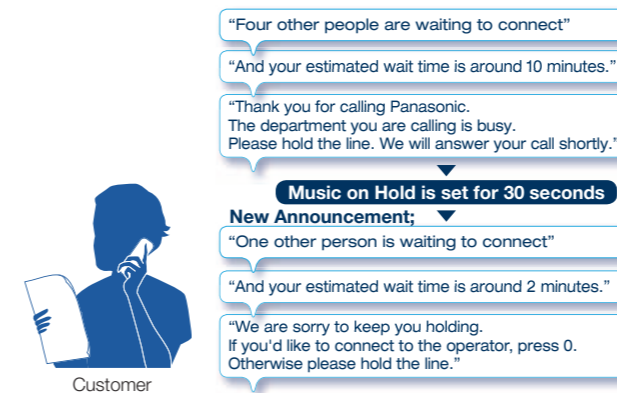 “Four other people are waiting to connect”
“And your estimated wait time is around 10 minutes.”
“Thank you for calling Panasonic.
The department you are calling is busy.
Please hold the line. We will answer your call shortly.”
Music on Hold is set for 30 seconds
New Announcement;
“One other person is waiting to connect”
“And your estimated wait time is around 2 minutes.”
“We are sorry to keep you holding.
If you'd like to connect to the operator, press 0.
Otherwise please hold the line.”
Customer